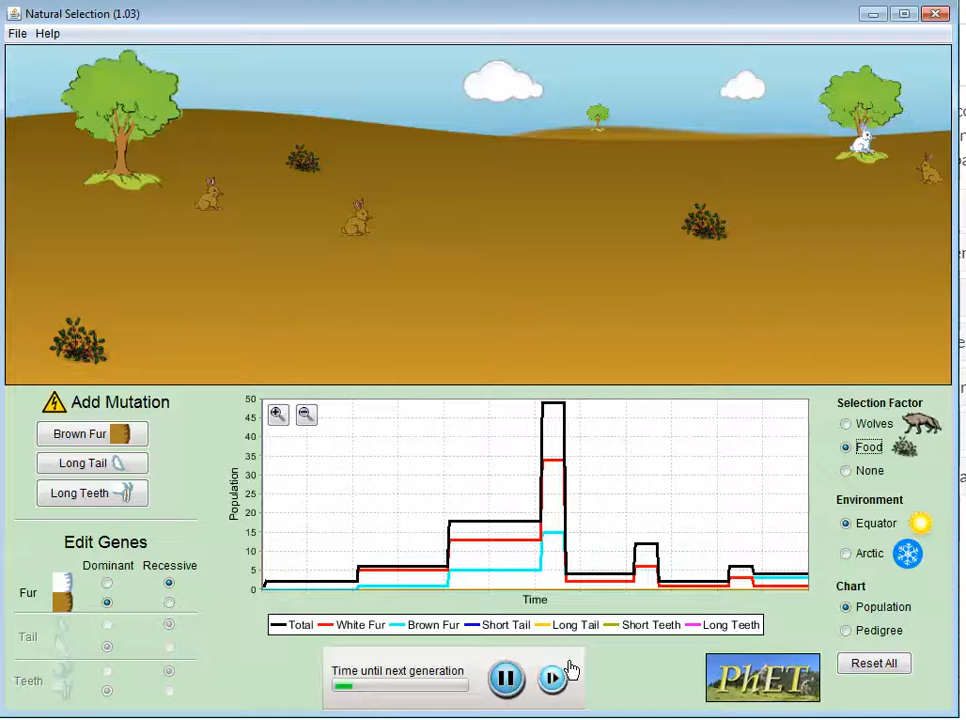 Natural Selection (1.03)
File Help
Add Mutation
Brown Fur
Long Tail
Long Teeth
Edit Genes
Dominant Recessive
Fur
Tail
Teeth
50
45
40
35
30
25
20
15
10
5
0
Population
Time
Total White Fur Brown Fur Short Tail Long Tail Short Teeth Long Teeth
Time until next generation
PhET
Selection Factor
Wolves
Food
None
Environment
Equator
Arctic
Chart
Population
Pedigree
Reset All